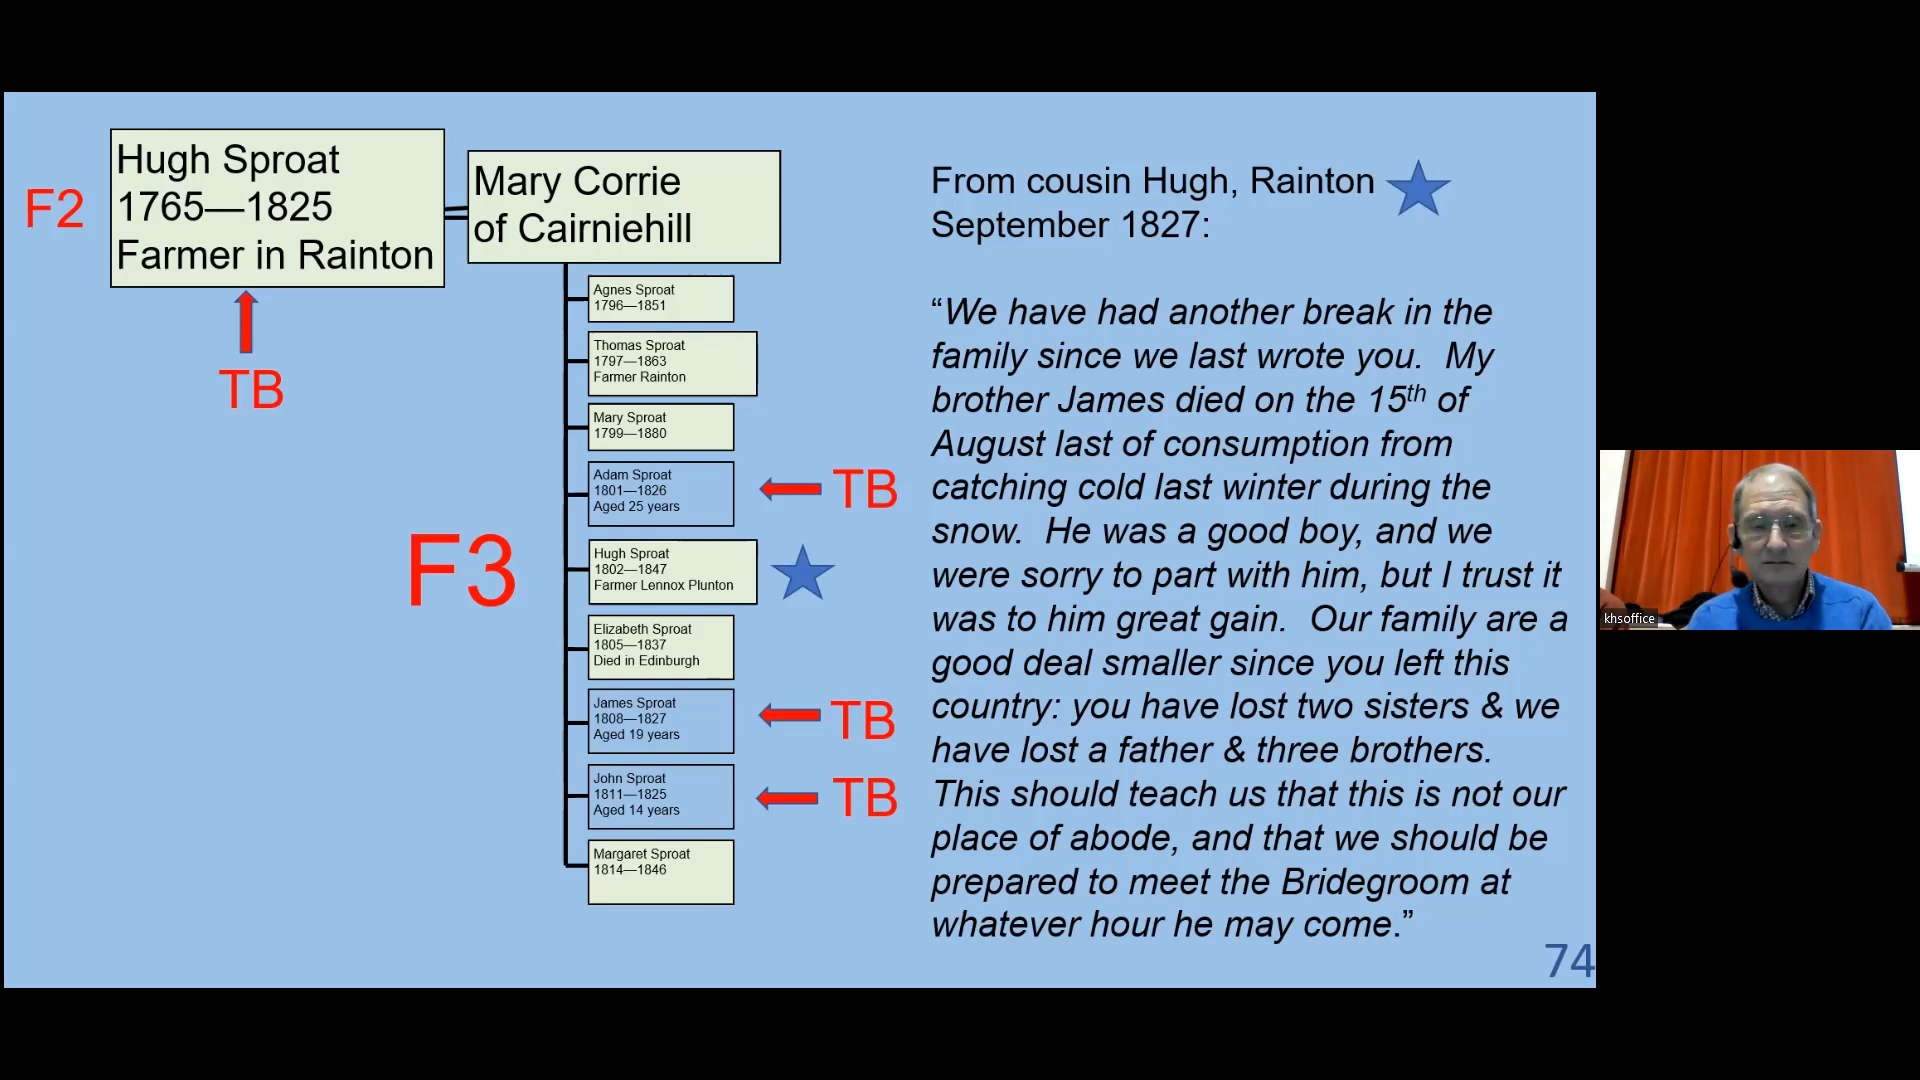 F2
Hugh Sproat
1765—1825
Farmer in Rainton
TB
Mary Corrie
of Cairniehill
F3
Agnes Sproat
1796—1851
Thomas Sproat
1797—1863
Farmer Rainton
Mary Sproat
1799—1880
Adam Sproat
1801—1826
Aged 25 years
TB
Hugh Sproat
1802—1847
Farmer Lennox Plunton
Elizabeth Sproat
1805—1837
Died in Edinburgh
James Sproat
1808—1827
Aged 19 years
TB
John Sproat
1811—1825
Aged 14 years
TB
Margaret Sproat
1814—1846
From cousin Hugh, Rainton
September 1827:
“We have had another break in the
family since we last wrote you.  My
brother James died on the 15th of
August last of consumption from
catching cold last winter during the
snow.  He was a good boy, and we
were sorry to part with him, but I trust it
was to him great gain.  Our family are a
good deal smaller since you left this
country: you have lost two sisters & we
have lost a father & three brothers.
This should teach us that this is not our
place of abode, and that we should be
prepared to meet the Bridegroom at
whatever hour he may come.”
74
khsoffice